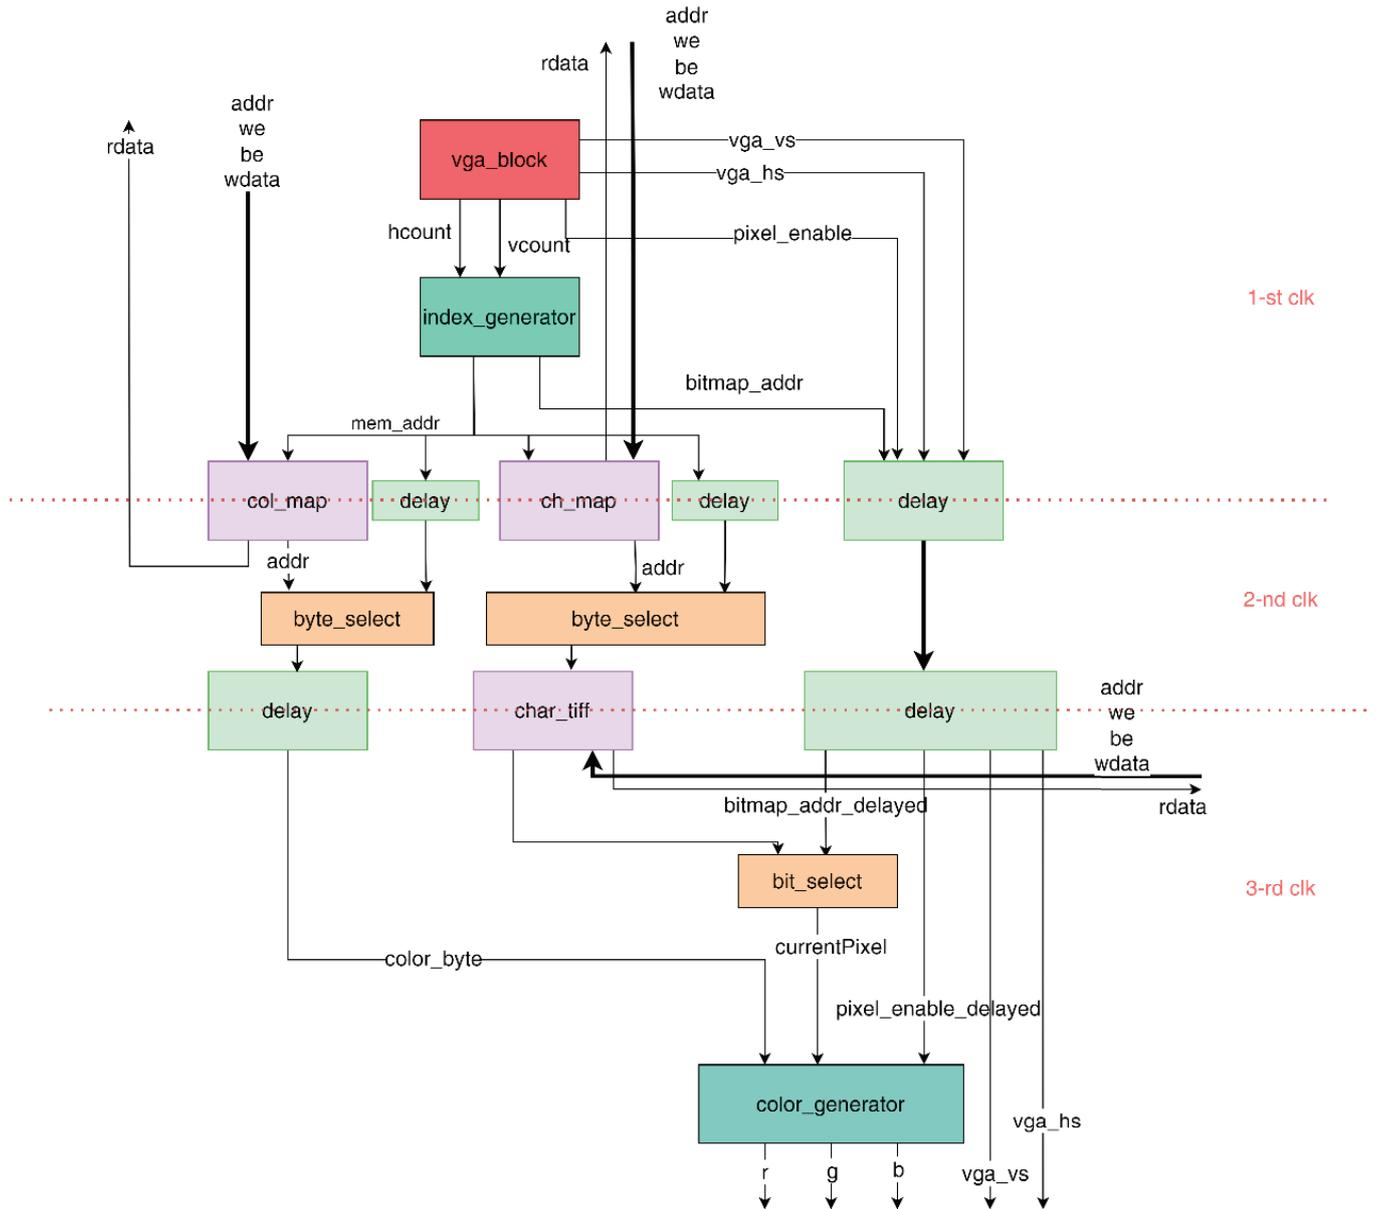 addr
we
be
wdata
rdata
addr
we
be
wdata
rdata
vga_block
vga_vs
vga_hs
hcount
vcount
pixel_enable
index_generator
1-st clk
bitmap_addr
mem_addr
col_map
delay
ch_map
delay
delay
addr
addr
byte_select
byte_select
2-nd clk
delay
char_tiff
delay
addr
we
be
wdata
rdata
bitmap_addr_delayed
bit_select
3-rd clk
currentPixel
color_byte
pixel_enable_delayed
color_generator
vga_hs
r
g
b
vga_vs